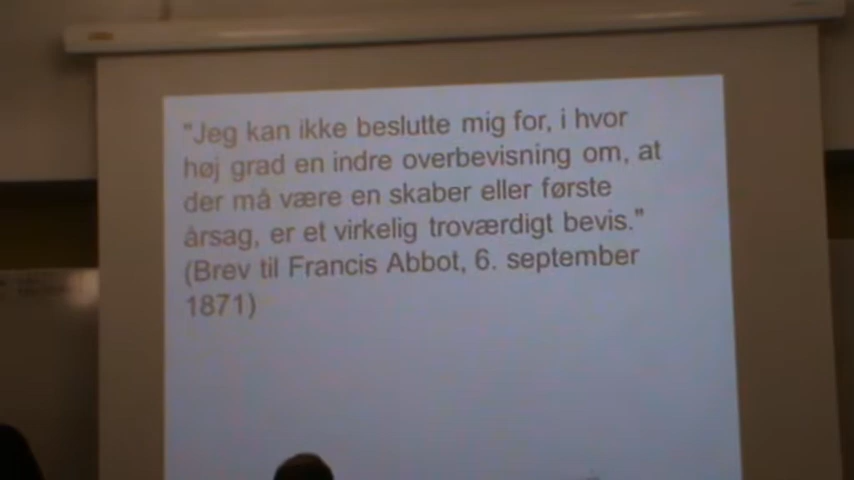 "Jeg kan ikke beslutte mig for, i hvor
høj grad en indre overbevisning om, at
der må være en skaber eller første
årsag, er et virkelig troværdigt bevis."
(Brev til Francis Abbot, 6. september
1871)